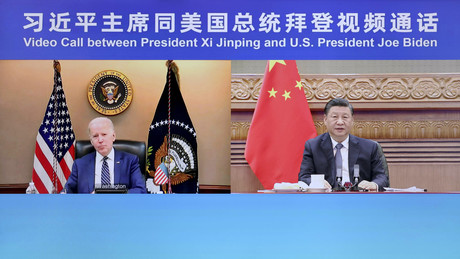 习近平主席同美国总统拜登视频通话
Video Call between President Xi Jinping and U.S. President Joe Biden
Washington